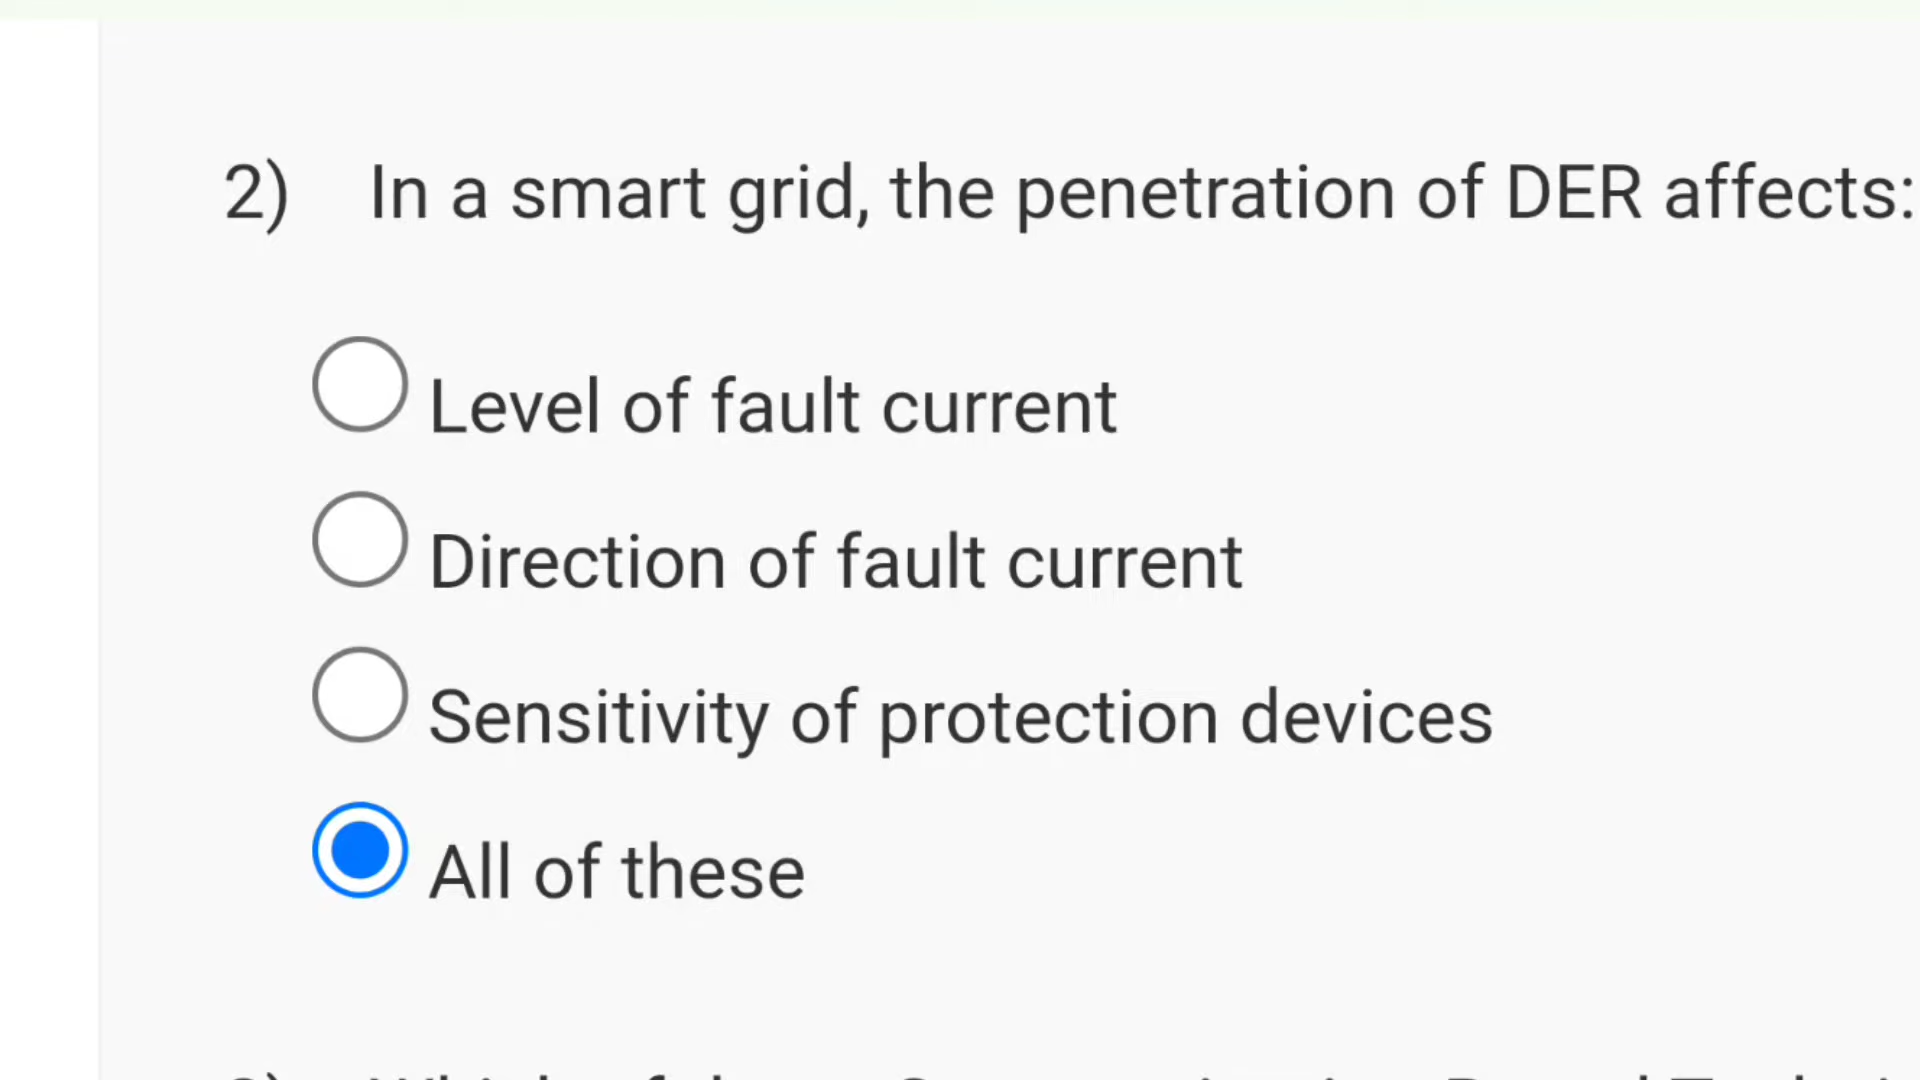 2) In a smart grid, the penetration of DER affects:
Level of fault current
Direction of fault current
Sensitivity of protection devices
All of these